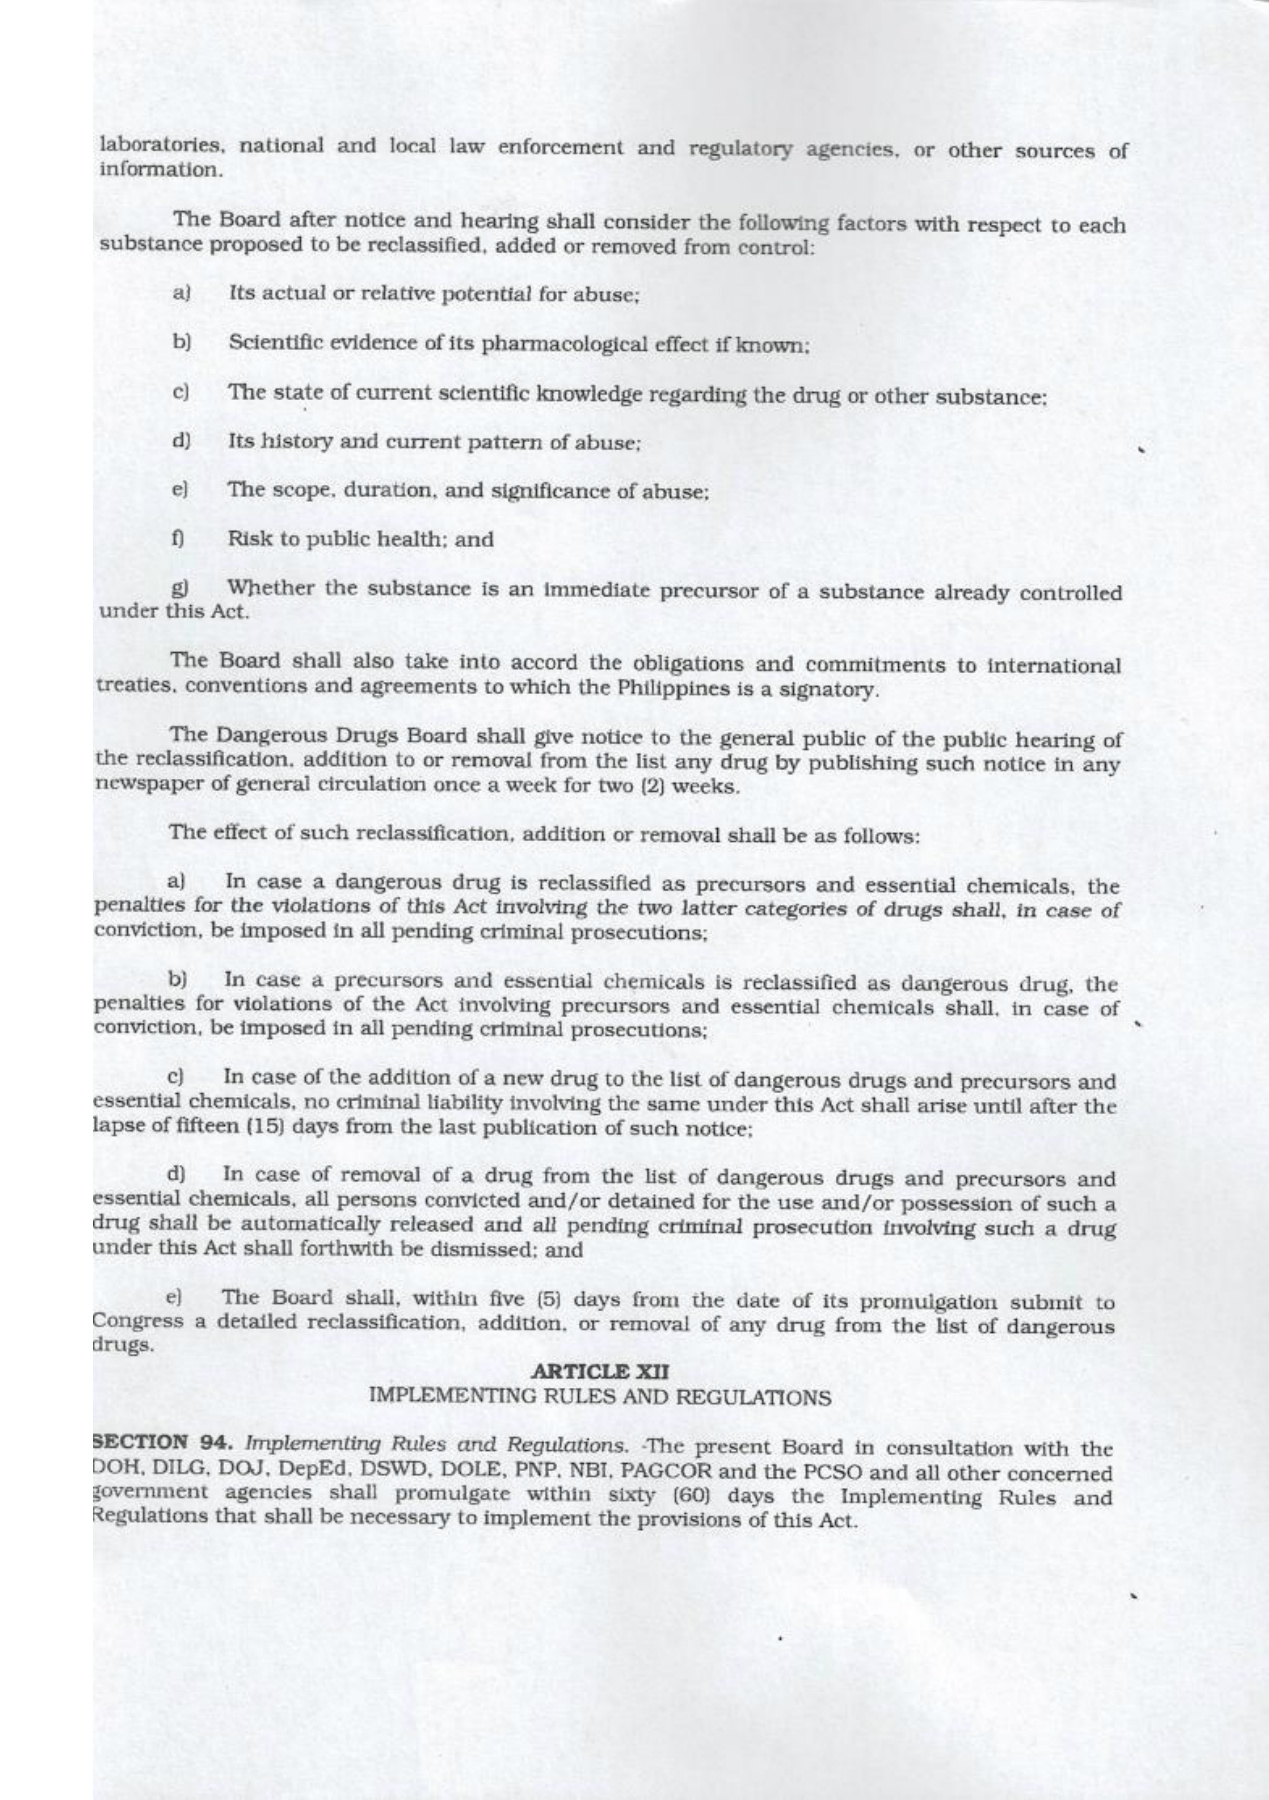 laboratories, national and local law enforcement and regulatory agencies, or other sources of
information.
The Board after notice and hearing shall consider the following factors with respect to each
substance proposed to be reclassified, added or removed from control:
a) Its actual or relative potential for abuse;
b) Scientific evidence of its pharmacological effect if known;
c) The state of current scientific knowledge regarding the drug or other substance;
d) Its history and current pattern of abuse;
e) The scope, duration, and significance of abuse;
f) Risk to public health; and
g) Whether the substance is an immediate precursor of a substance already controlled
under this Act.
The Board shall also take into accord the obligations and commitments to international
treaties, conventions and agreements to which the Philippines is a signatory.
The Dangerous Drugs Board shall give notice to the general public of the public hearing of
the reclassification, addition to or removal from the list any drug by publishing such notice in any
newspaper of general circulation once a week for two (2) weeks.
The effect of such reclassification, addition or removal shall be as follows:
a) In case a dangerous drug is reclassified as precursors and essential chemicals, the
penalties for the violations of this Act involving the two latter categories of drugs shall, in case of
conviction, be imposed in all pending criminal prosecutions;
b) In case a precursors and essential chemicals is reclassified as dangerous drug, the
penalties for violations of the Act involving precursors and essential chemicals shall, in case of
conviction, be imposed in all pending criminal prosecutions;
c) In case of the addition of a new drug to the list of dangerous drugs and precursors and
essential chemicals, no criminal liability involving the same under this Act shall arise until after the
lapse of fifteen (15) days from the last publication of such notice;
d) In case of removal of a drug from the list of dangerous drugs and precursors and
essential chemicals, all persons convicted and/or detained for the use and/or possession of such a
drug shall be automatically released and all pending criminal prosecution involving such a drug
under this Act shall forthwith be dismissed; and
e) The Board shall, within five (5) days from the date of its promulgation submit to
Congress a detailed reclassification, addition, or removal of any drug from the list of dangerous
drugs.
ARTICLE XII
IMPLEMENTING RULES AND REGULATIONS
SECTION 94. Implementing Rules and Regulations. -The present Board in consultation with the
DOH, DILG, DOJ, DepEd, DSWD, DOLE, PNP, NBI, PAGCOR and the PCSO and all other concerned
government agencies shall promulgate within sixty (60) days the Implementing Rules and
Regulations that shall be necessary to implement the provisions of this Act.